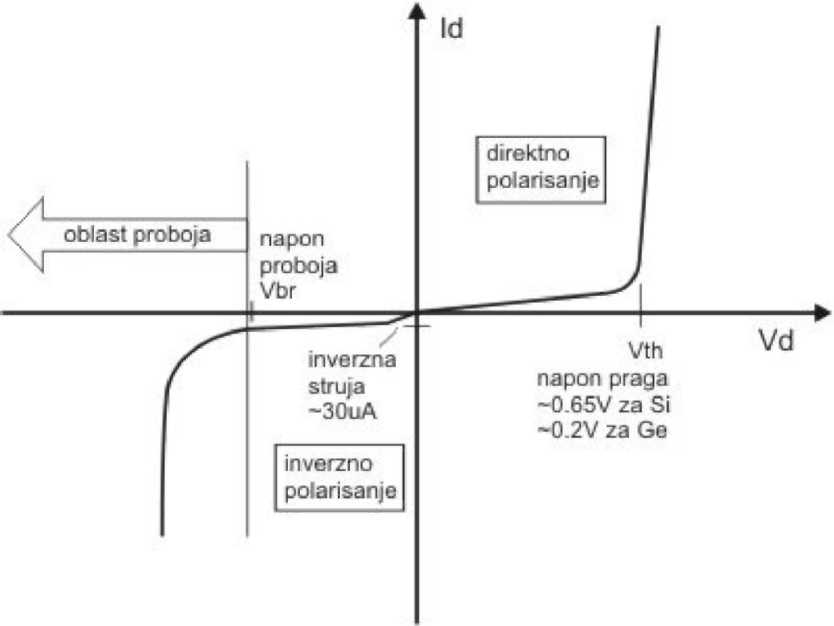 Id
direktno
polarisanje
oblast proboja
napon
proboja
Vbr
Vd
inverzna
struja
~30uA
Vth
napon praga
~0.65V za Si
~0.2V za Ge
inverzno
polarisanje